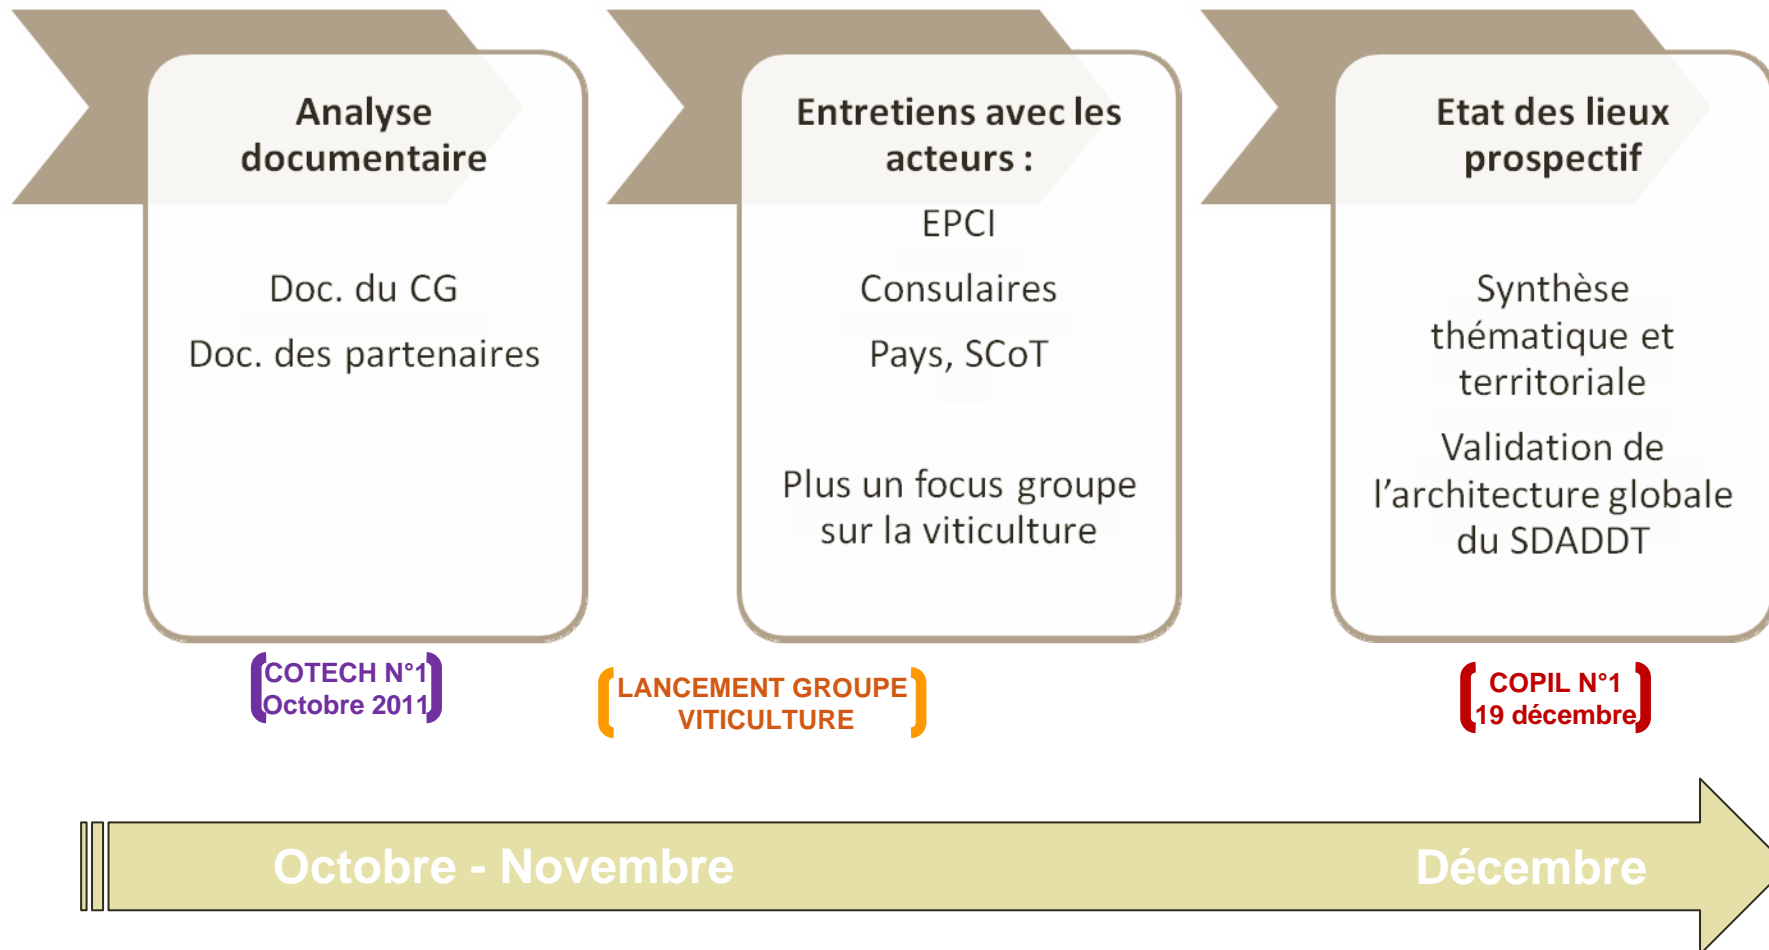 Analyse
documentaire
Doc. du CG
Doc. des partenaires
Entretiens avec les
acteurs :
EPCI
Consulaires
Pays, SCoT
Plus un focus groupe
sur la viticulture
Etat des lieux
prospectif
Synthèse
thématique et
territoriale
Validation de
l’architecture globale
du SDADDT
COTECH N°1
Octobre 2011
LANCEMENT GROUPE
VITICULTURE
COPIL N°1
19 décembre
Octobre - Novembre
Décembre